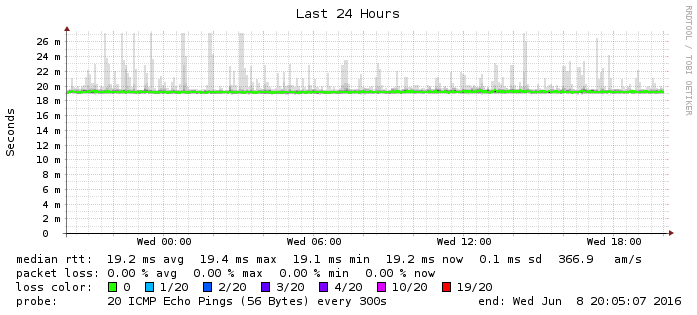 Last 24 Hours
RRDTOOL / TOBI OETIKER
Seconds
26 m
24 m
22 m
20 m
18 m
16 m
14 m
12 m
10 m
8 m
6 m
4 m
2 m
0
Wed 00:00 Wed 06:00 Wed 12:00 Wed 18:00
median rtt: 19.2 ms avg 19.4 ms max 19.1 ms min 19.2 ms now 0.1 ms sd 366.9 am/s
packet loss: 0.00 % avg 0.00 % max 0.00 % min 0.00 % now
loss color: 0 1/20 2/20 3/20 4/20 10/20 19/20
probe: 20 ICMP Echo Pings (56 Bytes) every 300s end: Wed Jun 8 20:05:07 2016